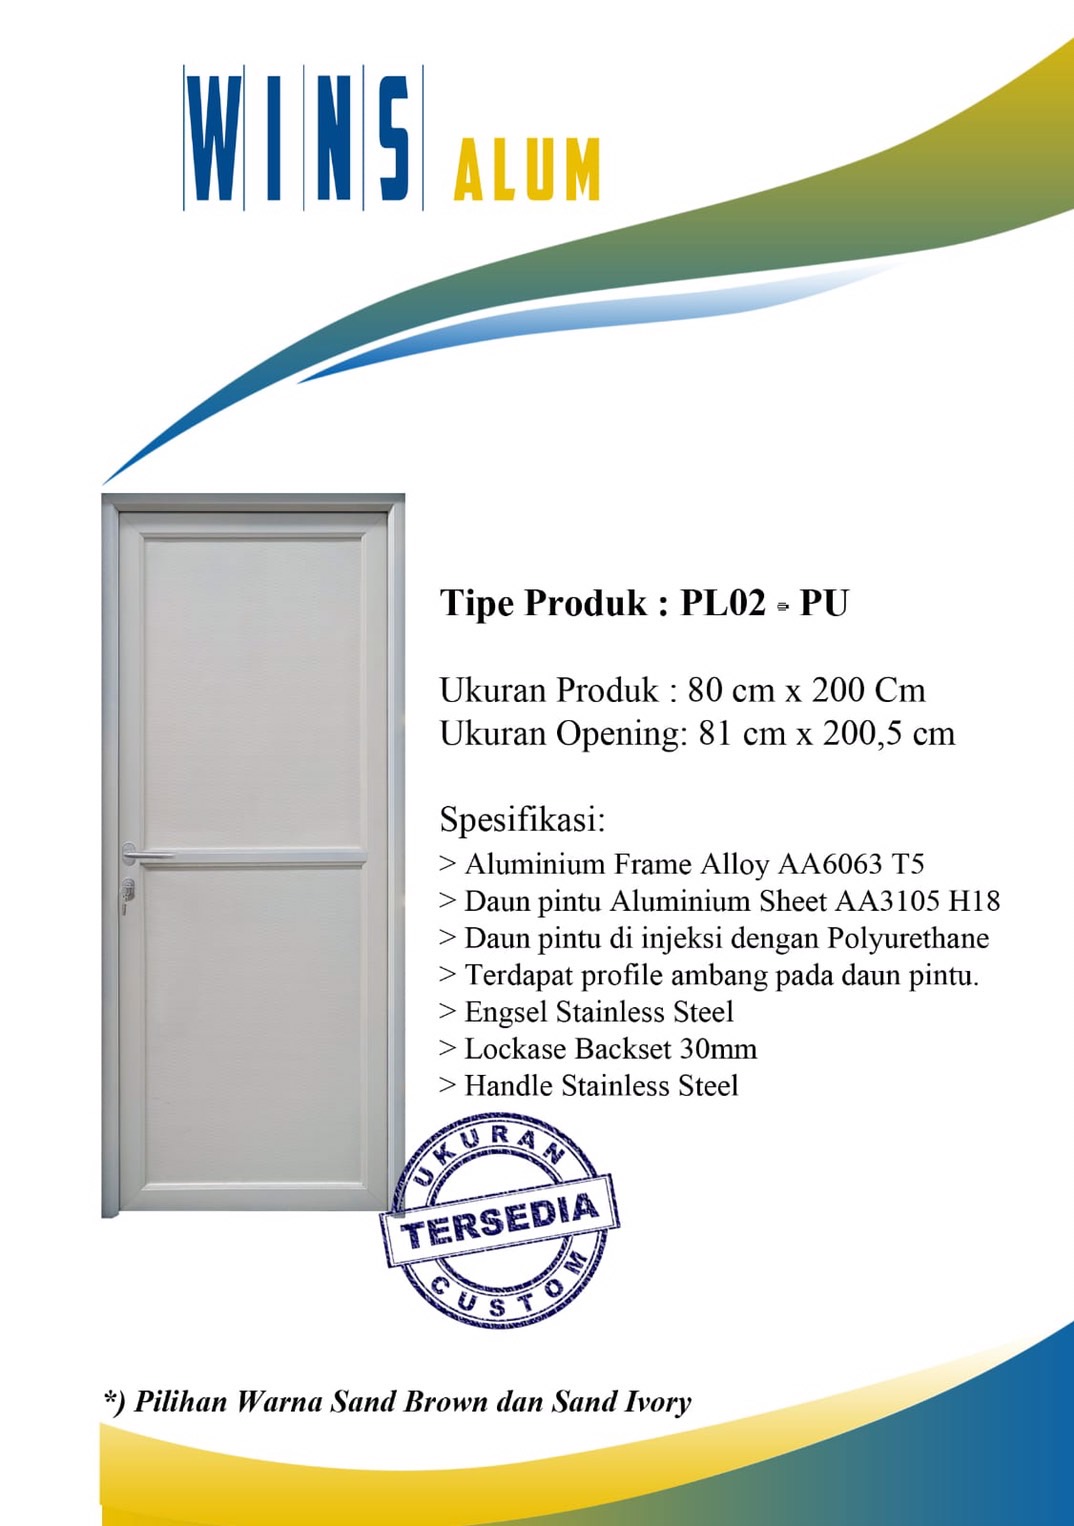 WINS ALUM
Tipe Produk : PL02 - PU
Ukuran Produk : 80 cm x 200 Cm
Ukuran Opening: 81 cm x 200,5 cm
Spesifikasi:
> Aluminium Frame Alloy AA6063 T5
> Daun pintu Aluminium Sheet AA3105 H18
> Daun pintu di injeksi dengan Polyurethane
> Terdapat profile ambang pada daun pintu.
> Engsel Stainless Steel
> Lockase Backset 30mm
> Handle Stainless Steel
UKURAN
TERSEDIA
CUSTOM
*) Pilihan Warna Sand Brown dan Sand Ivory